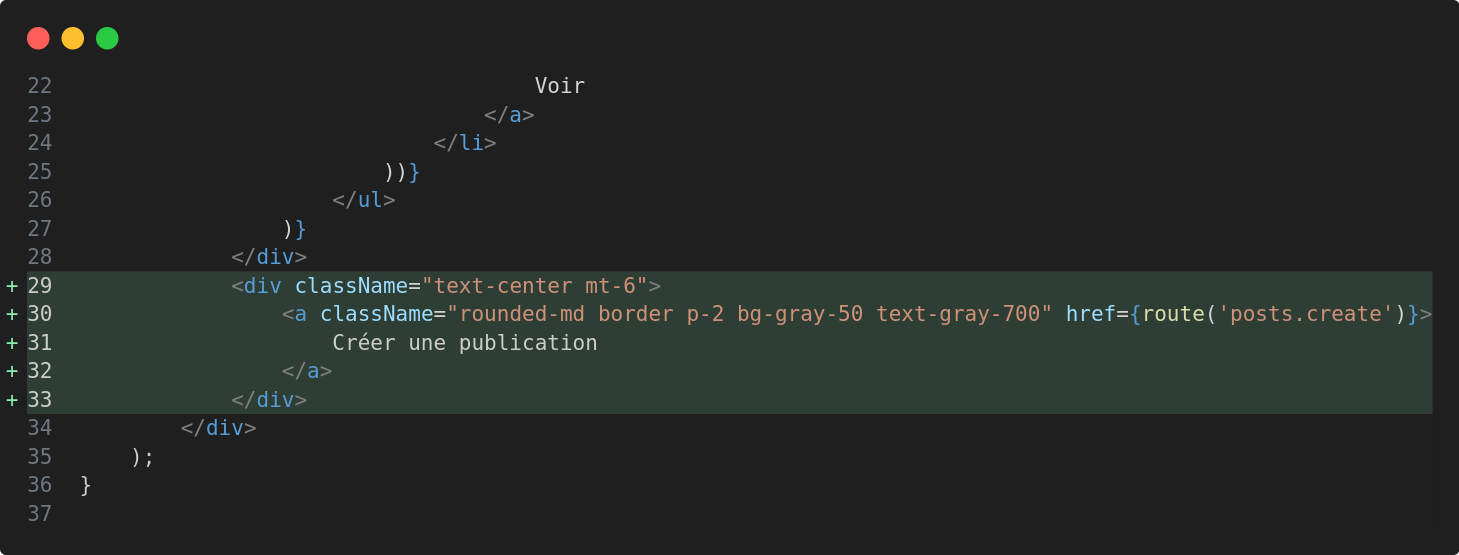 22                                      Voir
23                                  </a>
24                              </li>
25                          ))}
26                      </ul>
27                  )}
28              </div>
+ 29              <div className="text-center mt-6">
+ 30                  <a className="rounded-md border p-2 bg-gray-50 text-gray-700" href={route('posts.create')}>
+ 31                      Créer une publication
+ 32                  </a>
+ 33              </div>
34          </div>
35      );
36  }
37